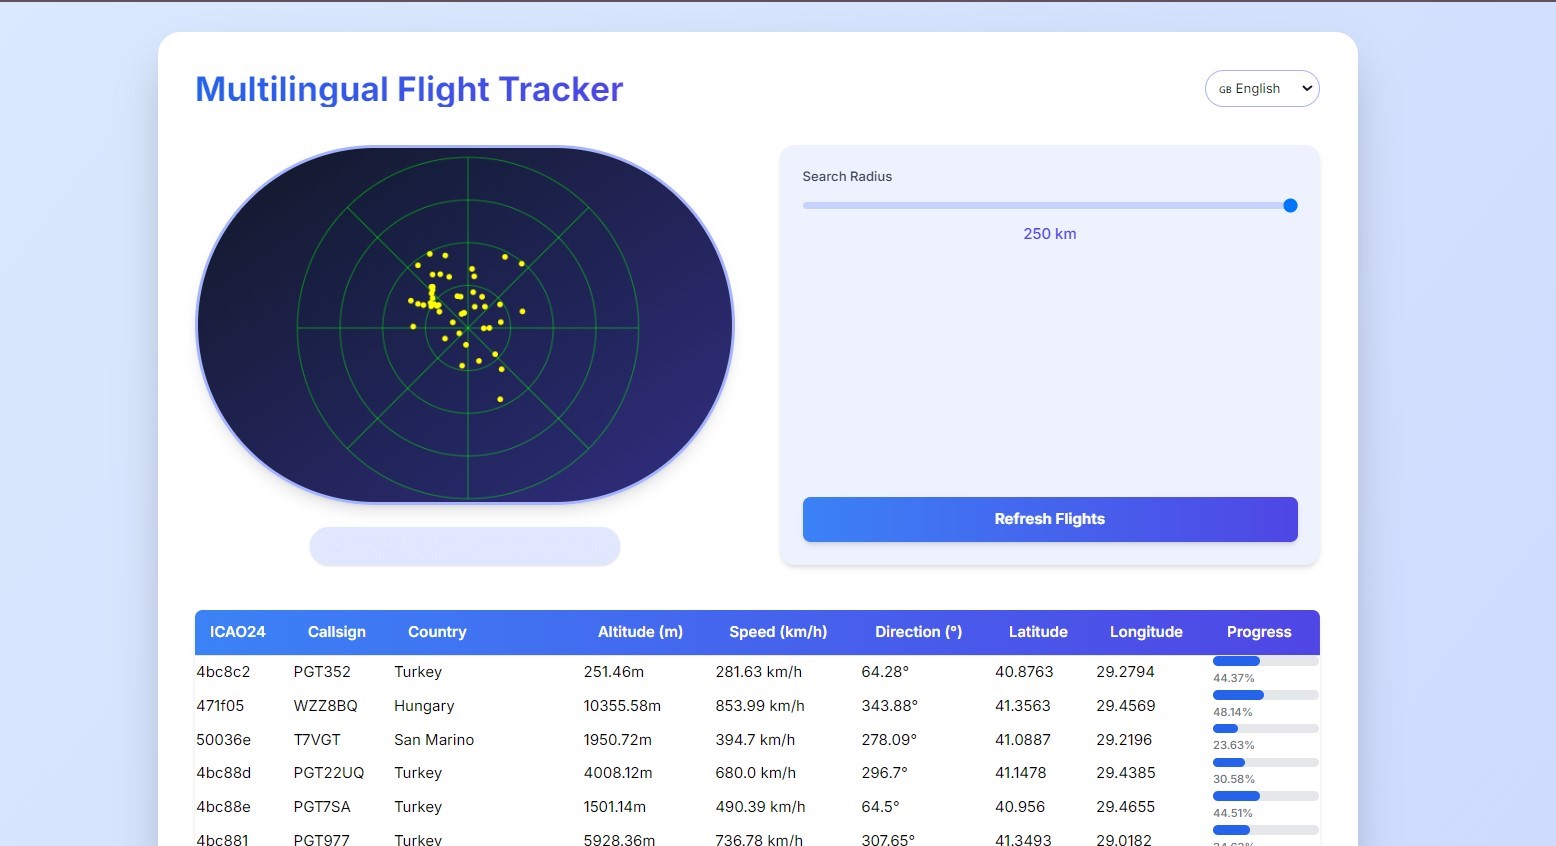 Multilingual Flight Tracker
GB English
Search Radius
250 km
Refresh Flights
ICAO24 Callsign Country Altitude (m) Speed (km/h) Direction (°) Latitude Longitude Progress
4bc8c2 PGT352 Turkey 251.46m 281.63 km/h 64.28° 40.8763 29.2794 44.37%
471f05 WZZ8BQ Hungary 10355.58m 853.99 km/h 343.88° 41.3563 29.4569 48.14%
50036e T7VGT San Marino 1950.72m 394.7 km/h 278.09° 41.0887 29.2196 23.63%
4bc88d PGT22UQ Turkey 4008.12m 680.0 km/h 296.7° 41.1478 29.4385 30.58%
4bc88e PGT7SA Turkey 1501.14m 490.39 km/h 64.5° 40.956 29.4655 44.51%
4bc881 PGT977 Turkey 5928.36m 736.78 km/h 307.65° 41.3493 29.0182